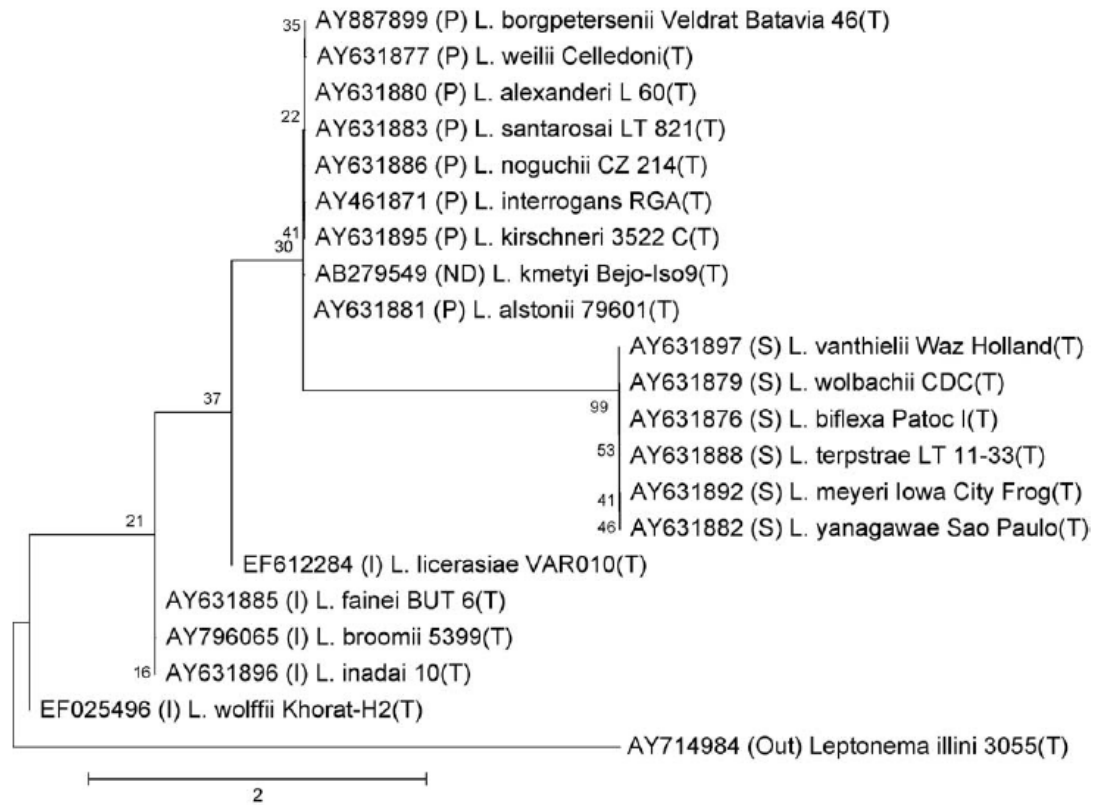 35 AY887899 (P) L. borgpetersenii Veldrat Batavia 46(T)
AY631877 (P) L. weilii Celledoni(T)
AY631880 (P) L. alexanderi L 60(T)
22 AY631883 (P) L. santarosai LT 821(T)
AY631886 (P) L. noguchii CZ 214(T)
AY461871 (P) L. interrogans RGA(T)
41 AY631895 (P) L. kirschneri 3522 C(T)
30
AB279549 (ND) L. kmetyi Bejo-Iso9(T)
AY631881 (P) L. alstonii 79601(T)
AY631897 (S) L. vanthielii Waz Holland(T)
AY631879 (S) L. wolbachii CDC(T)
37 99 AY631876 (S) L. biflexa Patoc I(T)
53 AY631888 (S) L. terpstrae LT 11-33(T)
41 AY631892 (S) L. meyeri Iowa City Frog(T)
21 46 AY631882 (S) L. yanagawae Sao Paulo(T)
EF612284 (I) L. licerasiae VAR010(T)
AY631885 (I) L. fainei BUT 6(T)
AY796065 (I) L. broomii 5399(T)
16 AY631896 (I) L. inadai 10(T)
EF025496 (I) L. wolffii Khorat-H2(T)
AY714984 (Out) Leptonema illini 3055(T)
2